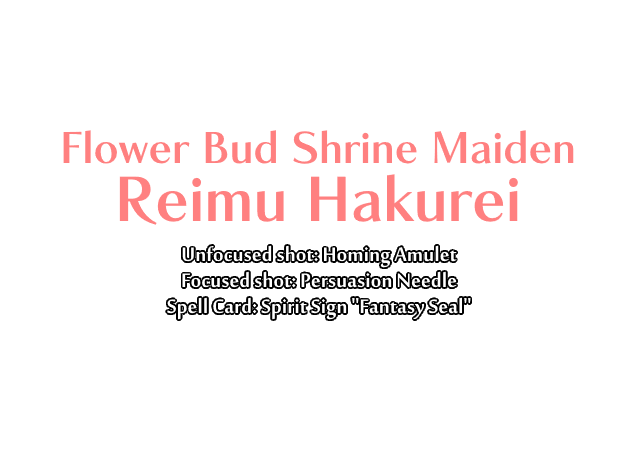 Flower Bud Shrine Maiden
Reimu Hakurei
Unfocused shot: Homing Amulet
Focused shot: Persuasion Needle
Spell Card: Spirit Sign "Fantasy Seal"